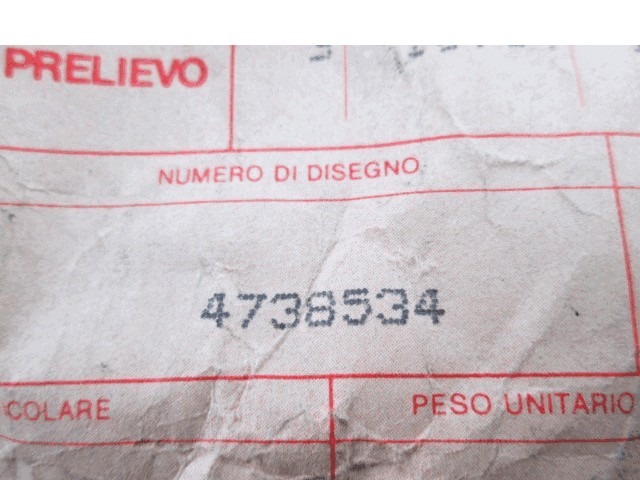 PRELIEVO
NUMERO DI DISEGNO
4738534
COLARE
PESO UNITARIO